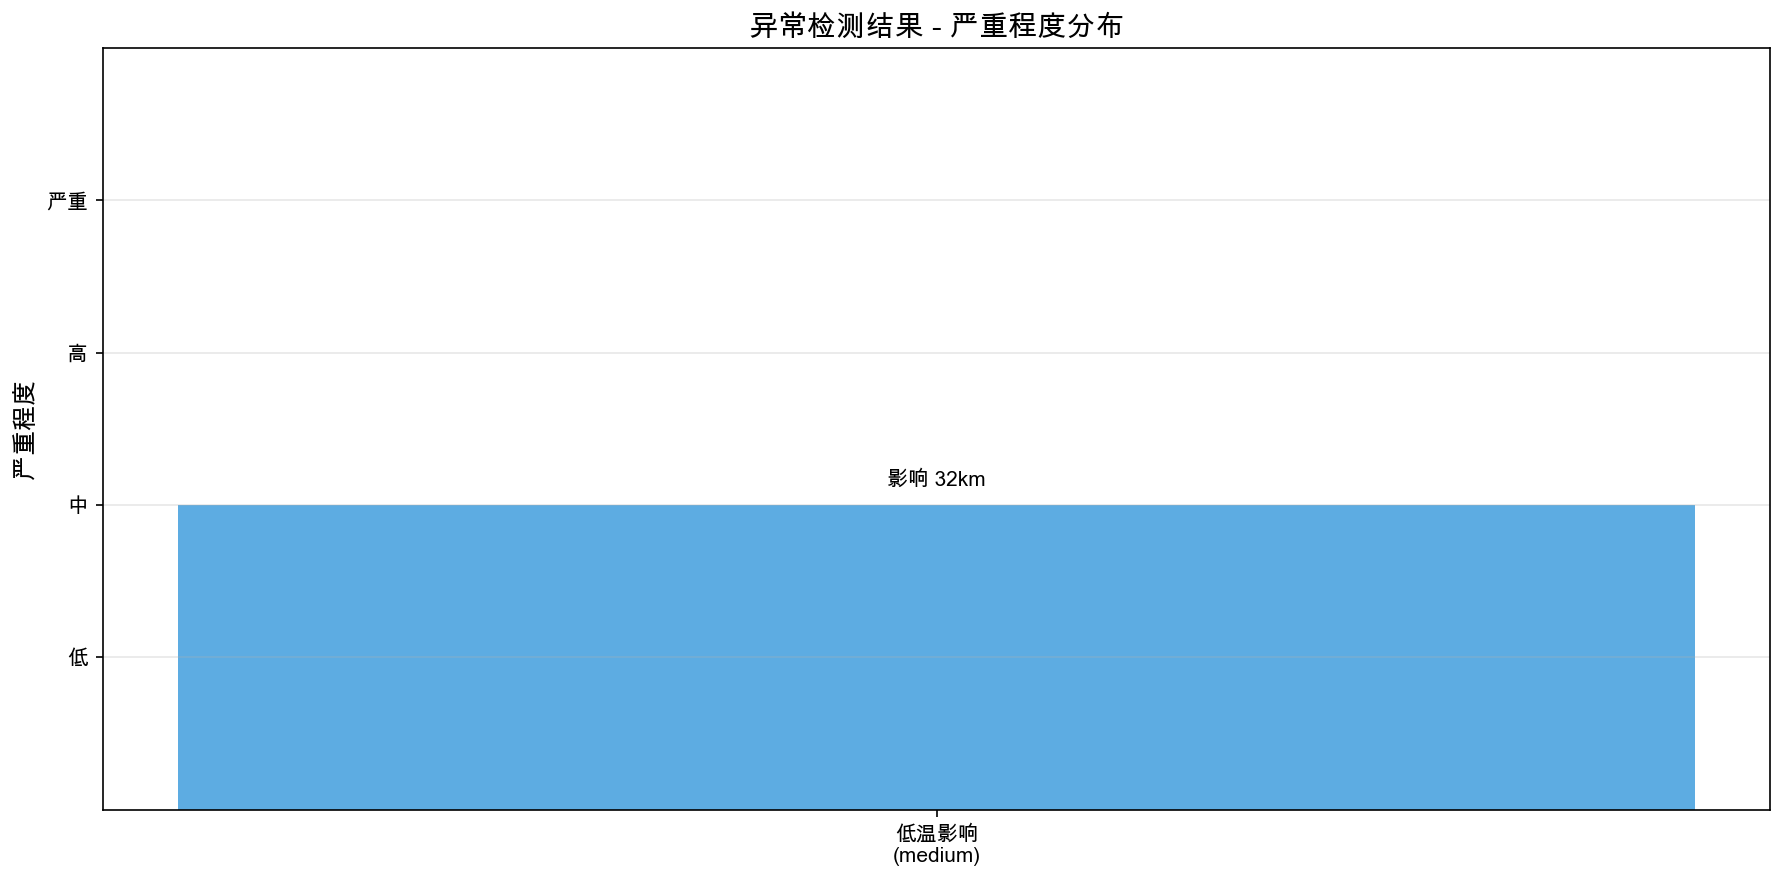 异常检测结果 - 严重程度分布
严重程度
严重
高
中
低
影响 32km
低温影响
(medium)